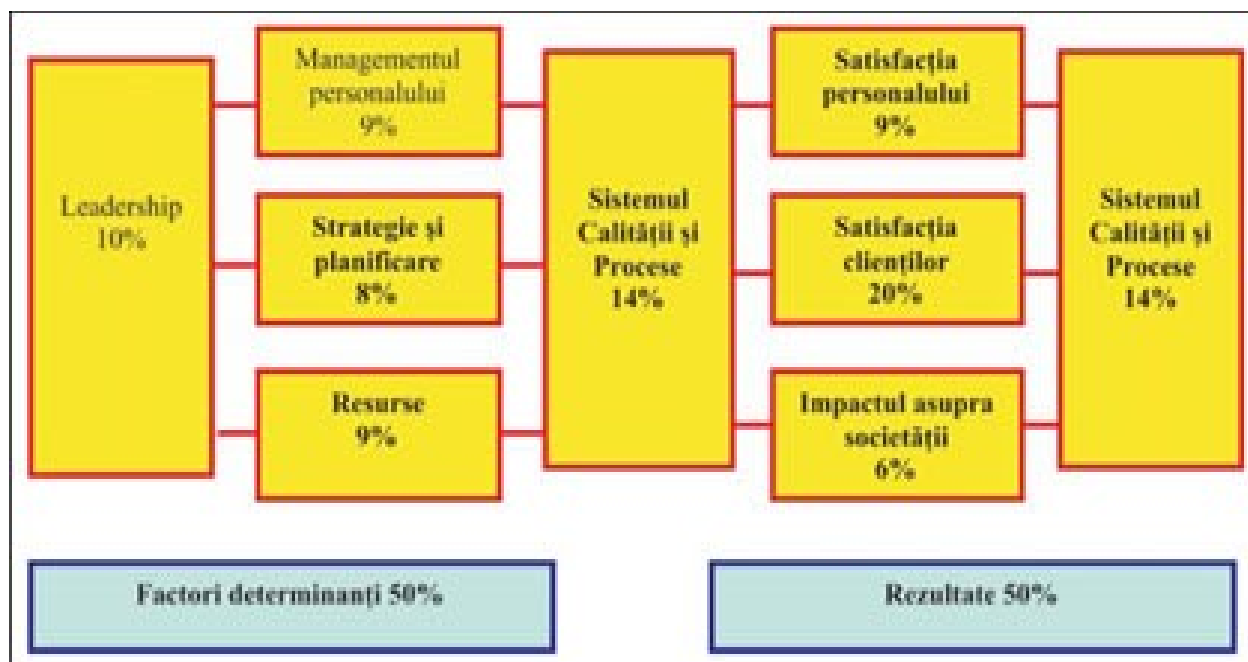 Leadership
10%
Managementul
personalului
9%
Strategie și
planificare
8%
Resurse
9%
Sistemul
Calității și
Procese
14%
Satisfacția
personalului
9%
Satisfacția
clienților
20%
Impactul asupra
societății
6%
Sistemul
Calității și
Procese
14%
Factori determinanți 50%
Rezultate 50%